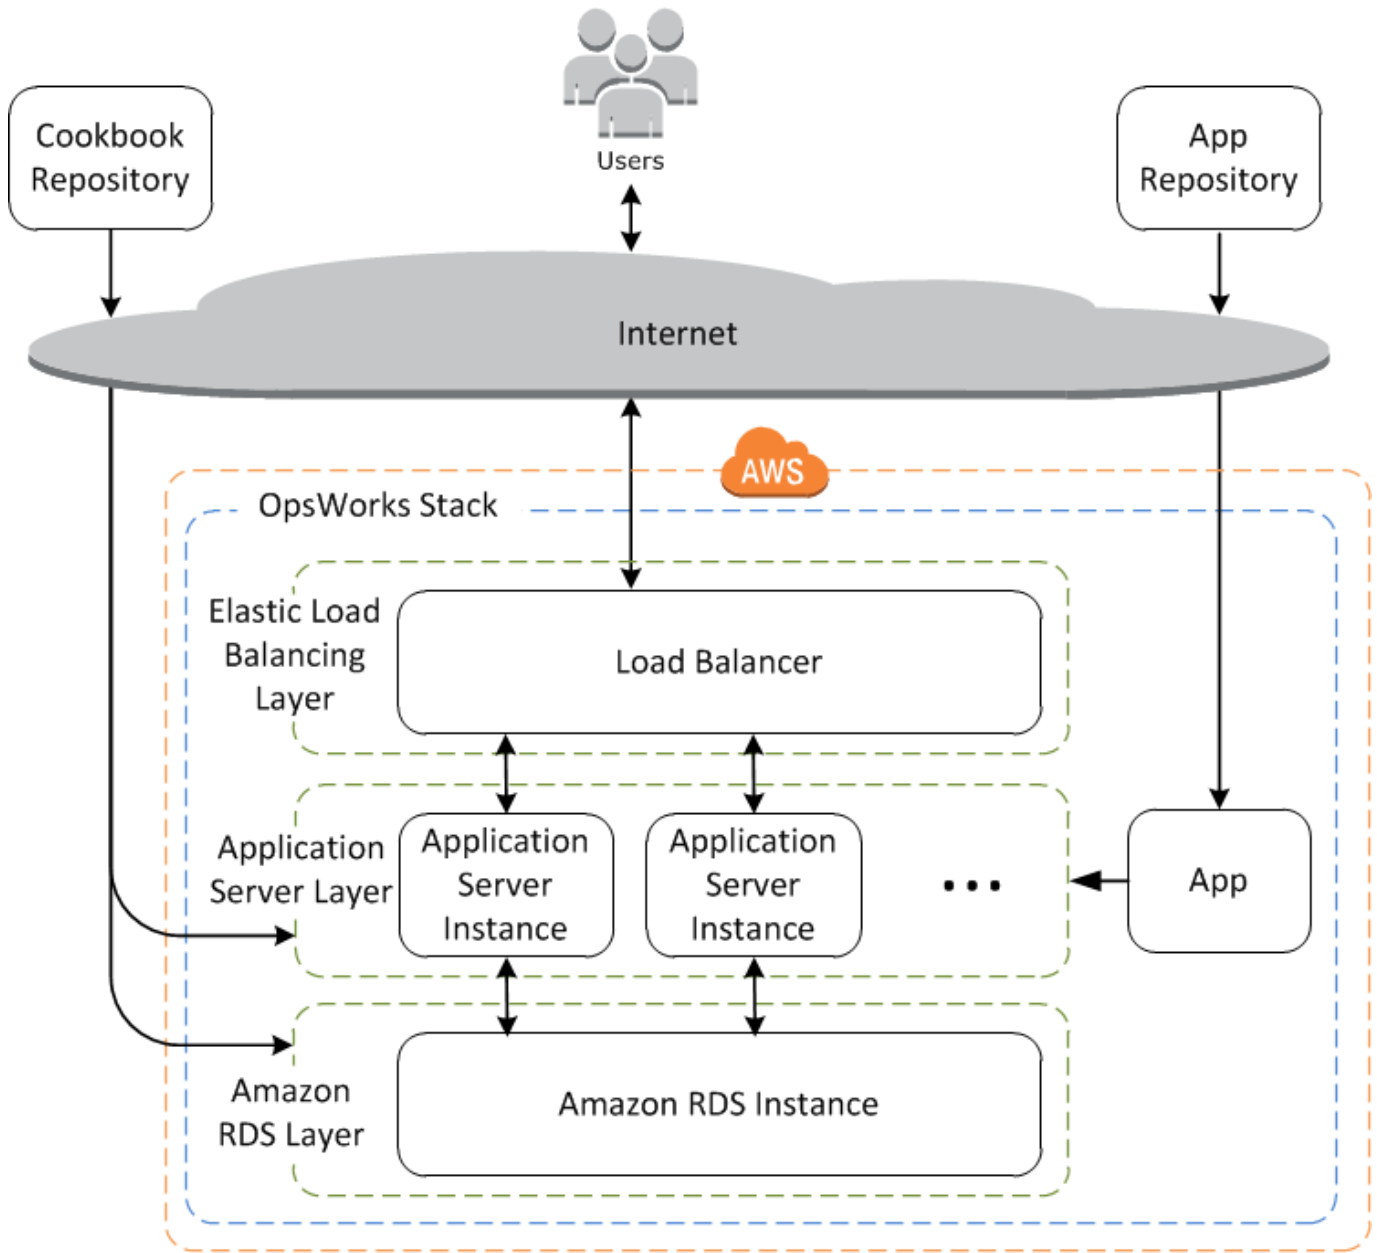 Users
Cookbook
Repository
App
Repository
Internet
AWS
OpsWorks Stack
Elastic Load
Balancing
Layer
Load Balancer
Application
Server Layer
Application
Server
Instance
Application
Server
Instance
...
App
Amazon
RDS Layer
Amazon RDS Instance